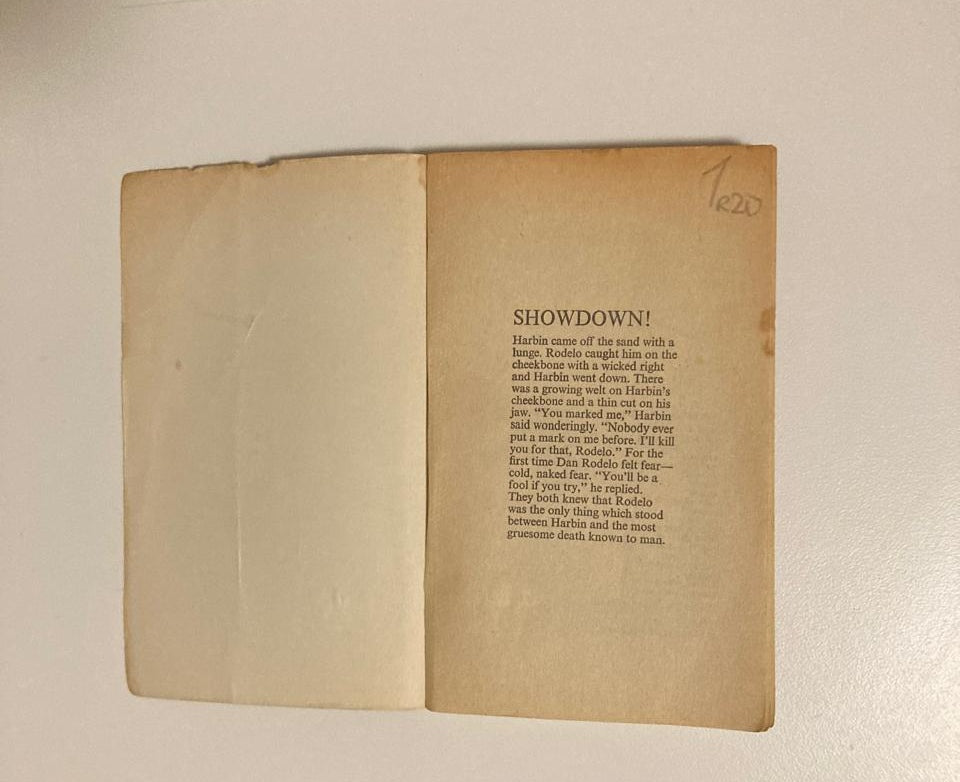 R20
SHOWDOWN!
Harbin came off the sand with a
lunge. Rodelo caught him on the
cheekbone with a wicked right
and Harbin went down. There
was a growing welt on Harbin's
cheekbone and a thin cut on his
jaw. “You marked me,” Harbin
said wonderingly. “Nobody ever
put a mark on me before. I'll kill
you for that, Rodelo.” For the
first time Dan Rodelo felt fear—
cold, naked fear. “You'll be a
fool if you try,” he replied.
They both knew that Rodelo
was the only thing which stood
between Harbin and the most
gruesome death known to man.